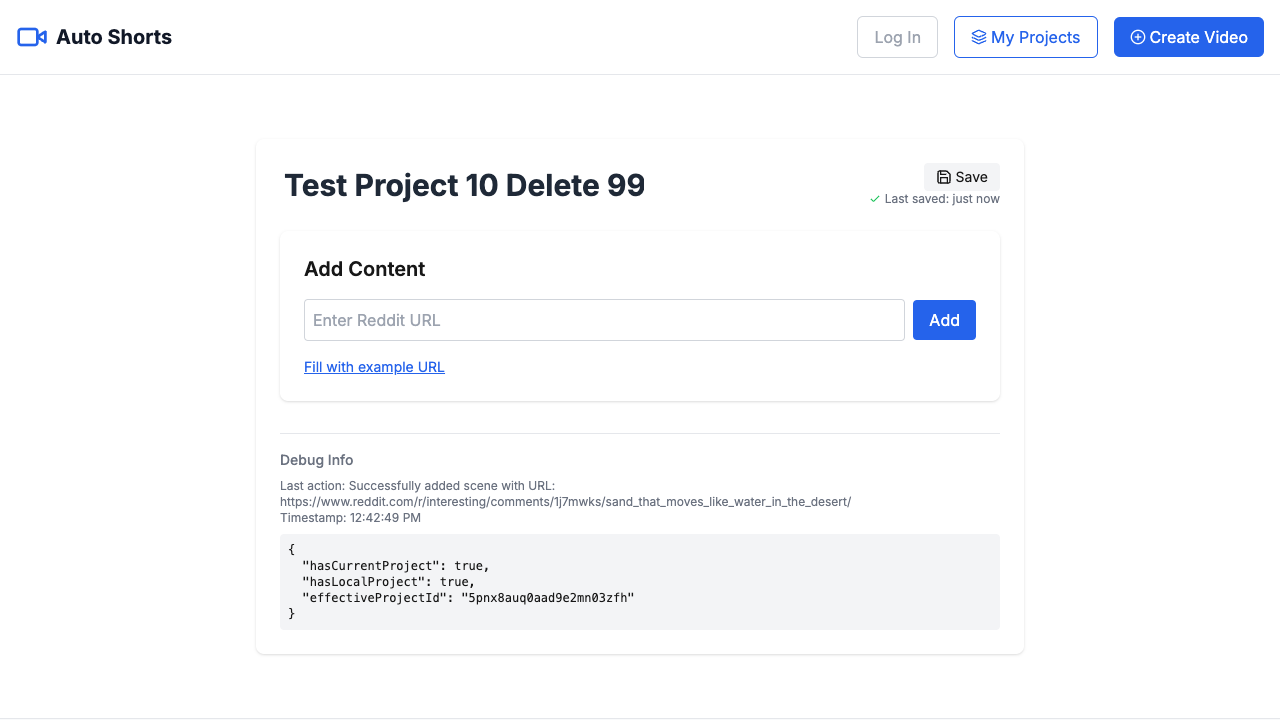 Auto Shorts
Log In
My Projects
Create Video
Test Project 10 Delete 99
Save
Last saved: just now
Add Content
Enter Reddit URL
Add
Fill with example URL
Debug Info
Last action: Successfully added scene with URL:
https://www.reddit.com/r/interesting/comments/1j7mwks/sand_that_moves_like_water_in_the_desert/
Timestamp: 12:42:49 PM
{
  "hasCurrentProject": true,
  "hasLocalProject": true,
  "effectiveProjectId": "5pnx8auq0aad9e2mn03zfh"
}